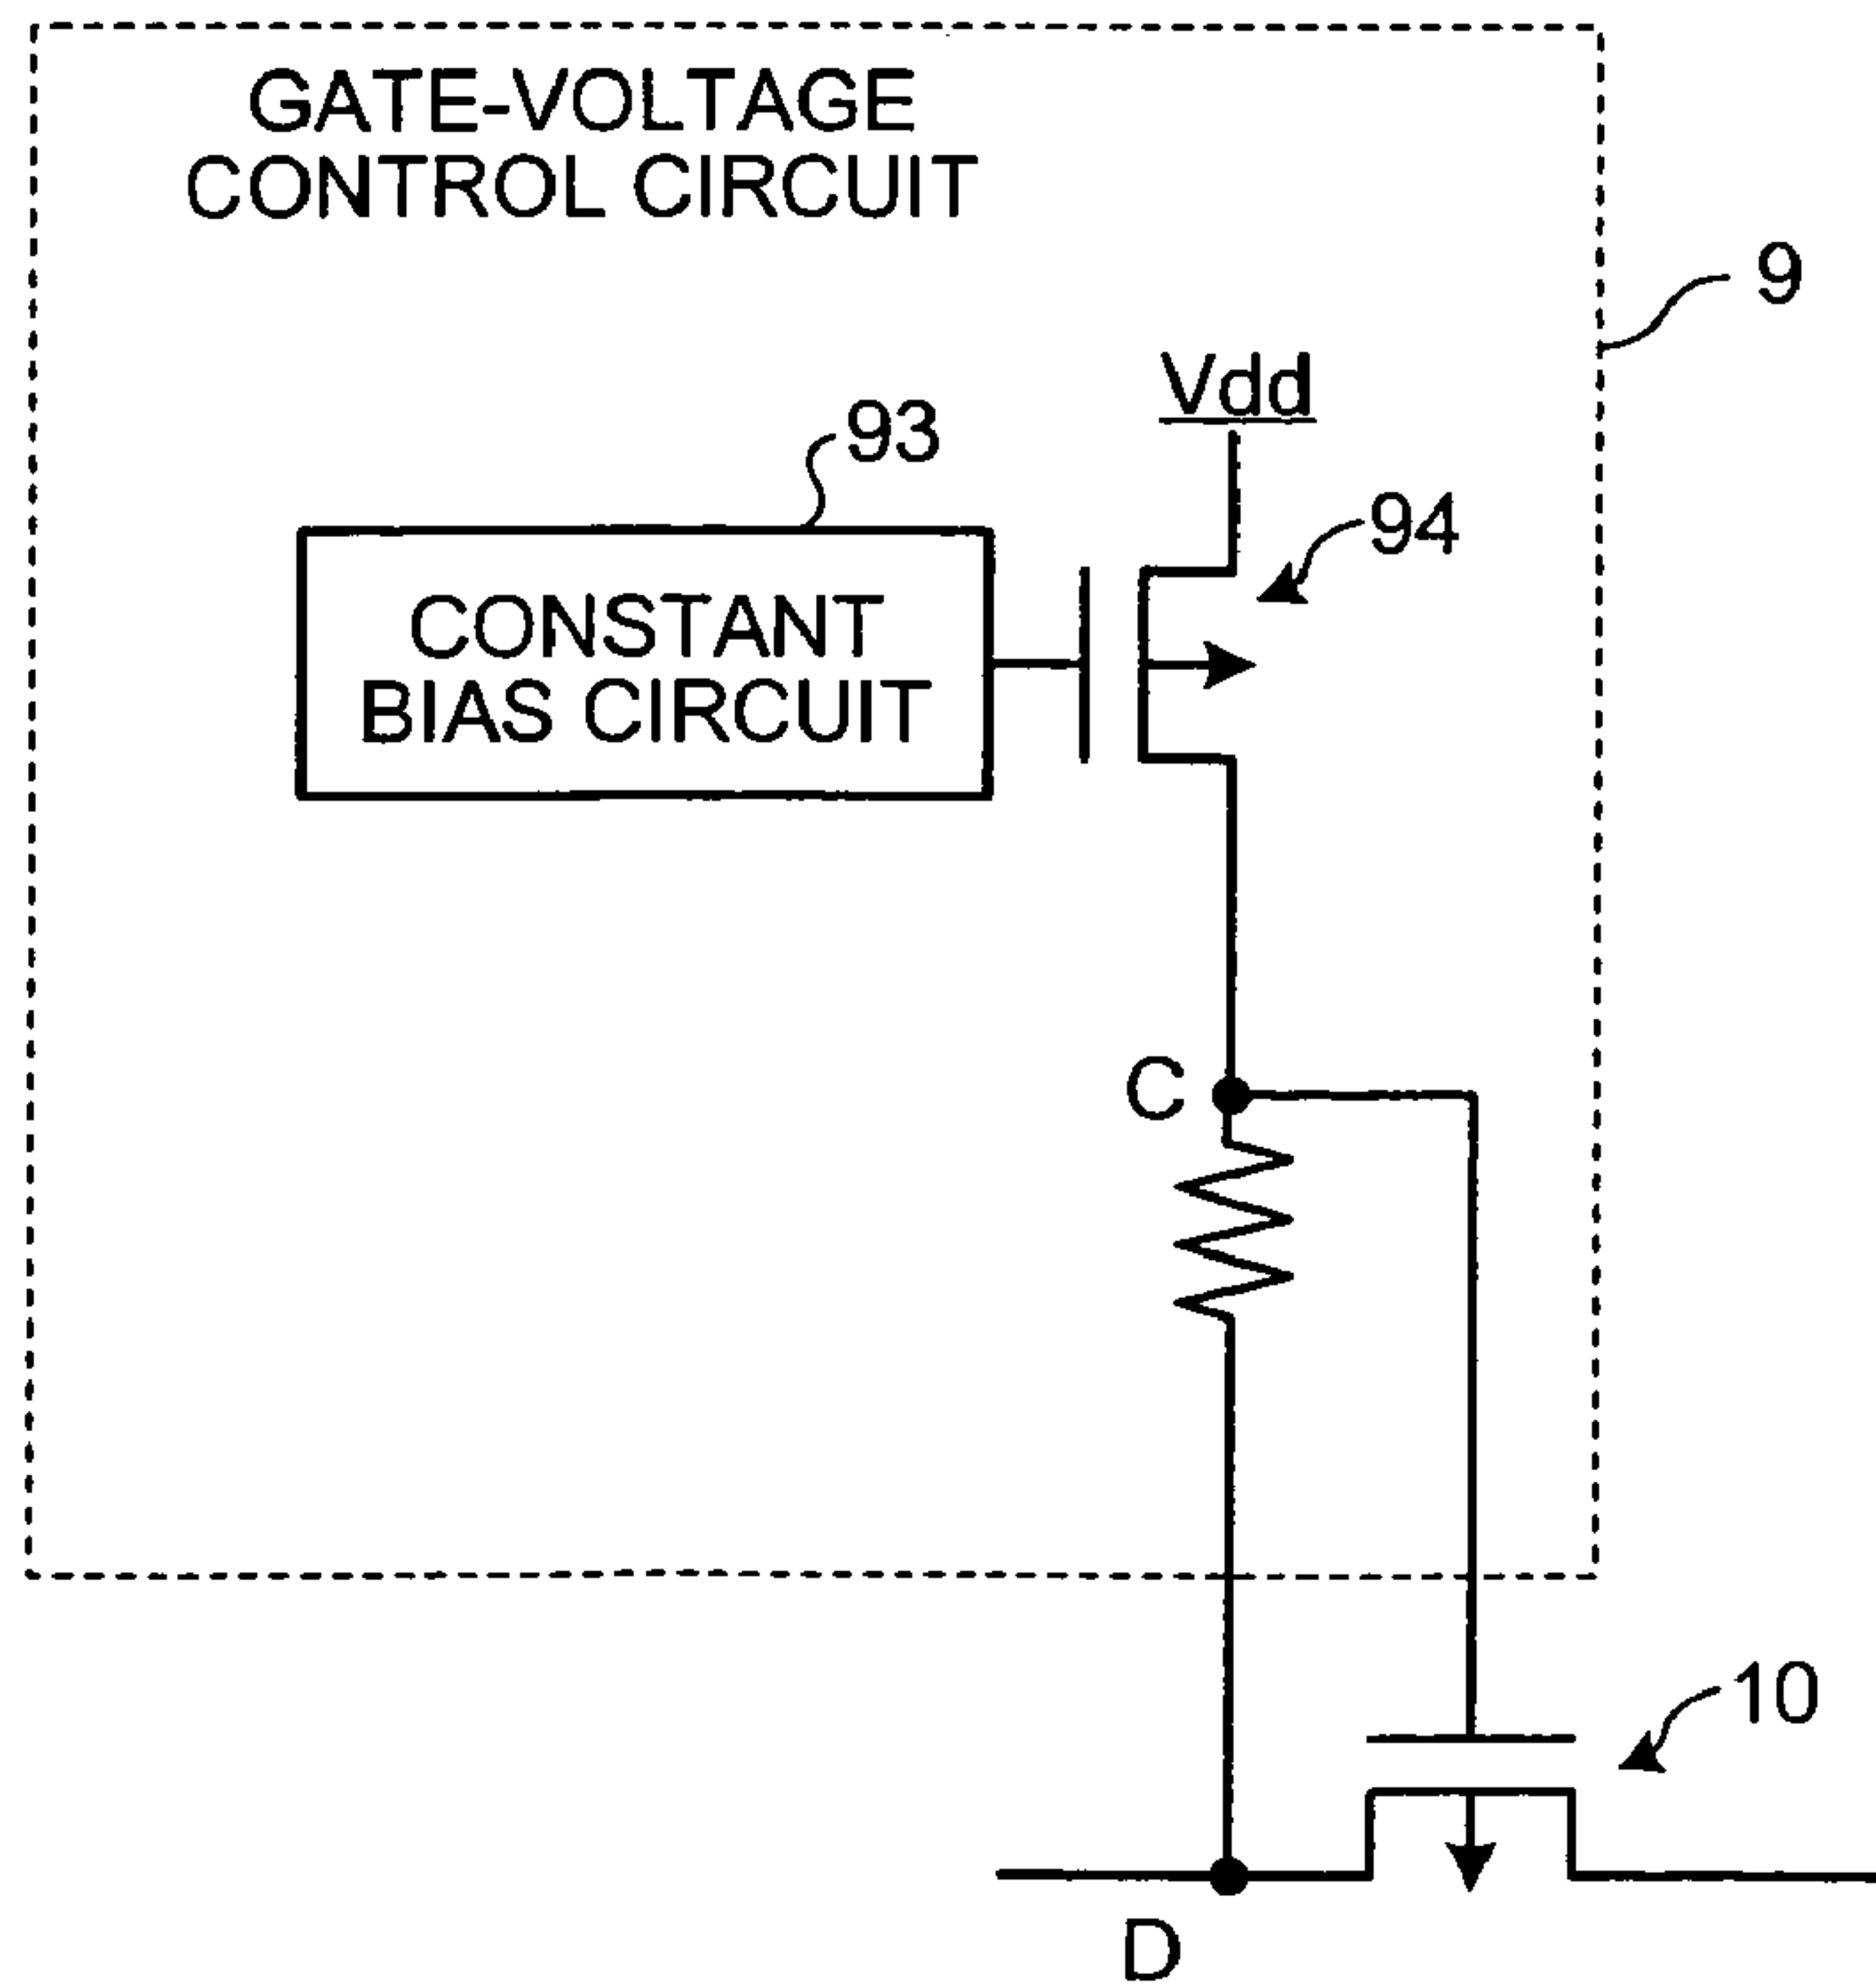 GATE-VOLTAGE
CONTROL CIRCUIT
9
Vdd
93
94
CONSTANT
BIAS CIRCUIT
C
10
D